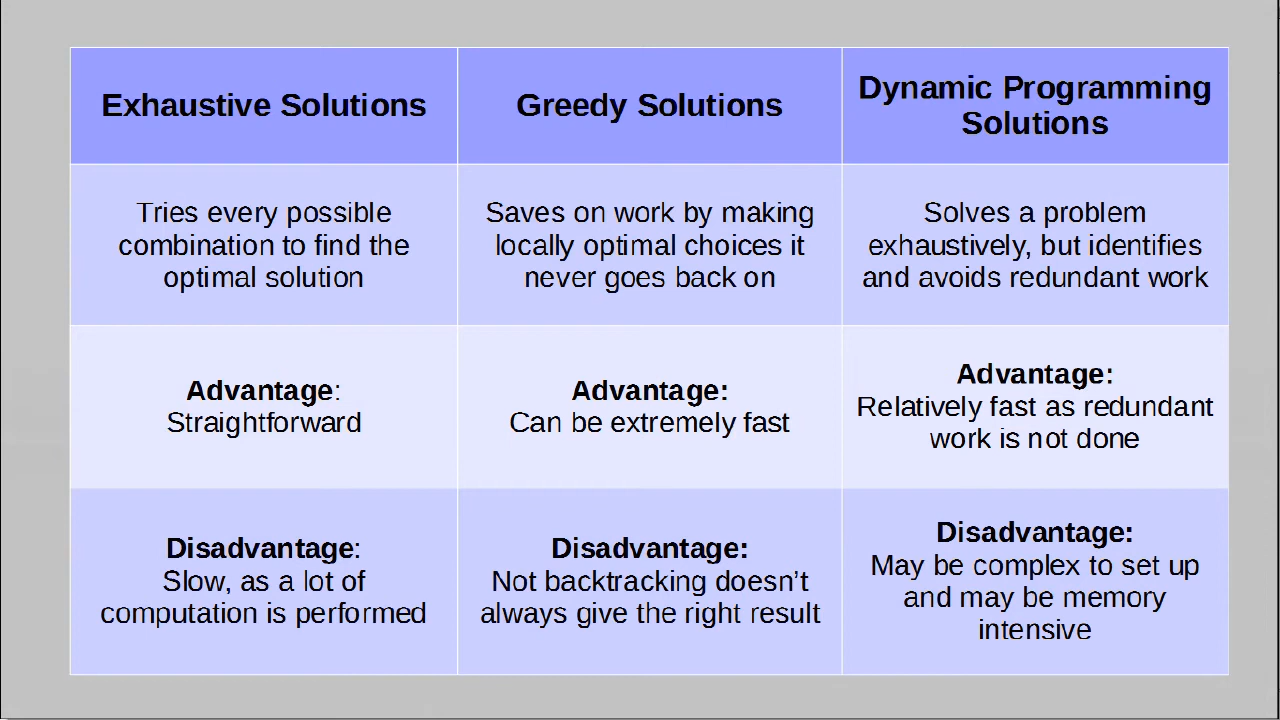 Exhaustive Solutions
Greedy Solutions
Dynamic Programming
Solutions
Tries every possible
combination to find the
optimal solution
Saves on work by making
locally optimal choices it
never goes back on
Solves a problem
exhaustively, but identifies
and avoids redundant work
Advantage:
Straightforward
Advantage:
Can be extremely fast
Advantage:
Relatively fast as redundant
work is not done
Disadvantage:
Slow, as a lot of
computation is performed
Disadvantage:
Not backtracking doesn’t
always give the right result
Disadvantage:
May be complex to set up
and may be memory
intensive